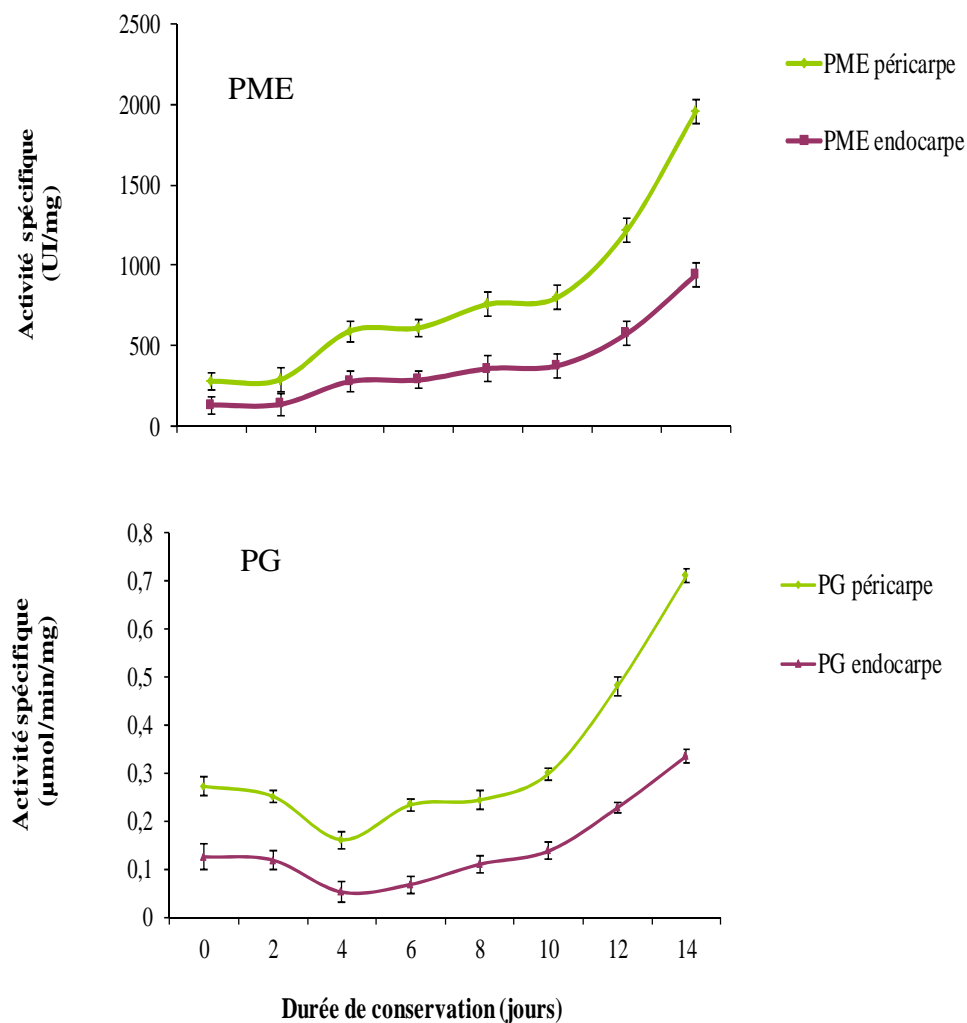 2500
2000
1500
1000
500
0
Activité spécifique
(UI/mg)
PME
PME péricarpe
PME endocarpe
0,8
0,7
0,6
0,5
0,4
0,3
0,2
0,1
0
Activité spécifique
(µmol/min/mg)
PG
PG péricarpe
PG endocarpe
0 2 4 6 8 10 12 14
Durée de conservation (jours)